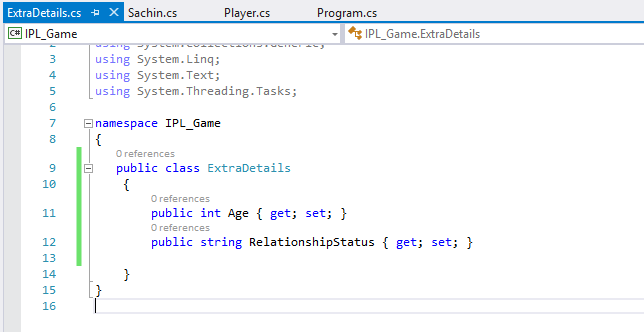 ExtraDetails.cs Sachin.cs Player.cs Program.cs
C# IPL_Game IPL_Game.ExtraDetails
2 using System.Collections.Generic;
3 using System.Linq;
4 using System.Text;
5 using System.Threading.Tasks;
6
7 namespace IPL_Game
8 {
0 references
9 public class ExtraDetails
10 {
0 references
11 public int Age { get; set; }
0 references
12 public string RelationshipStatus { get; set; }
13
14 }
15 }
16